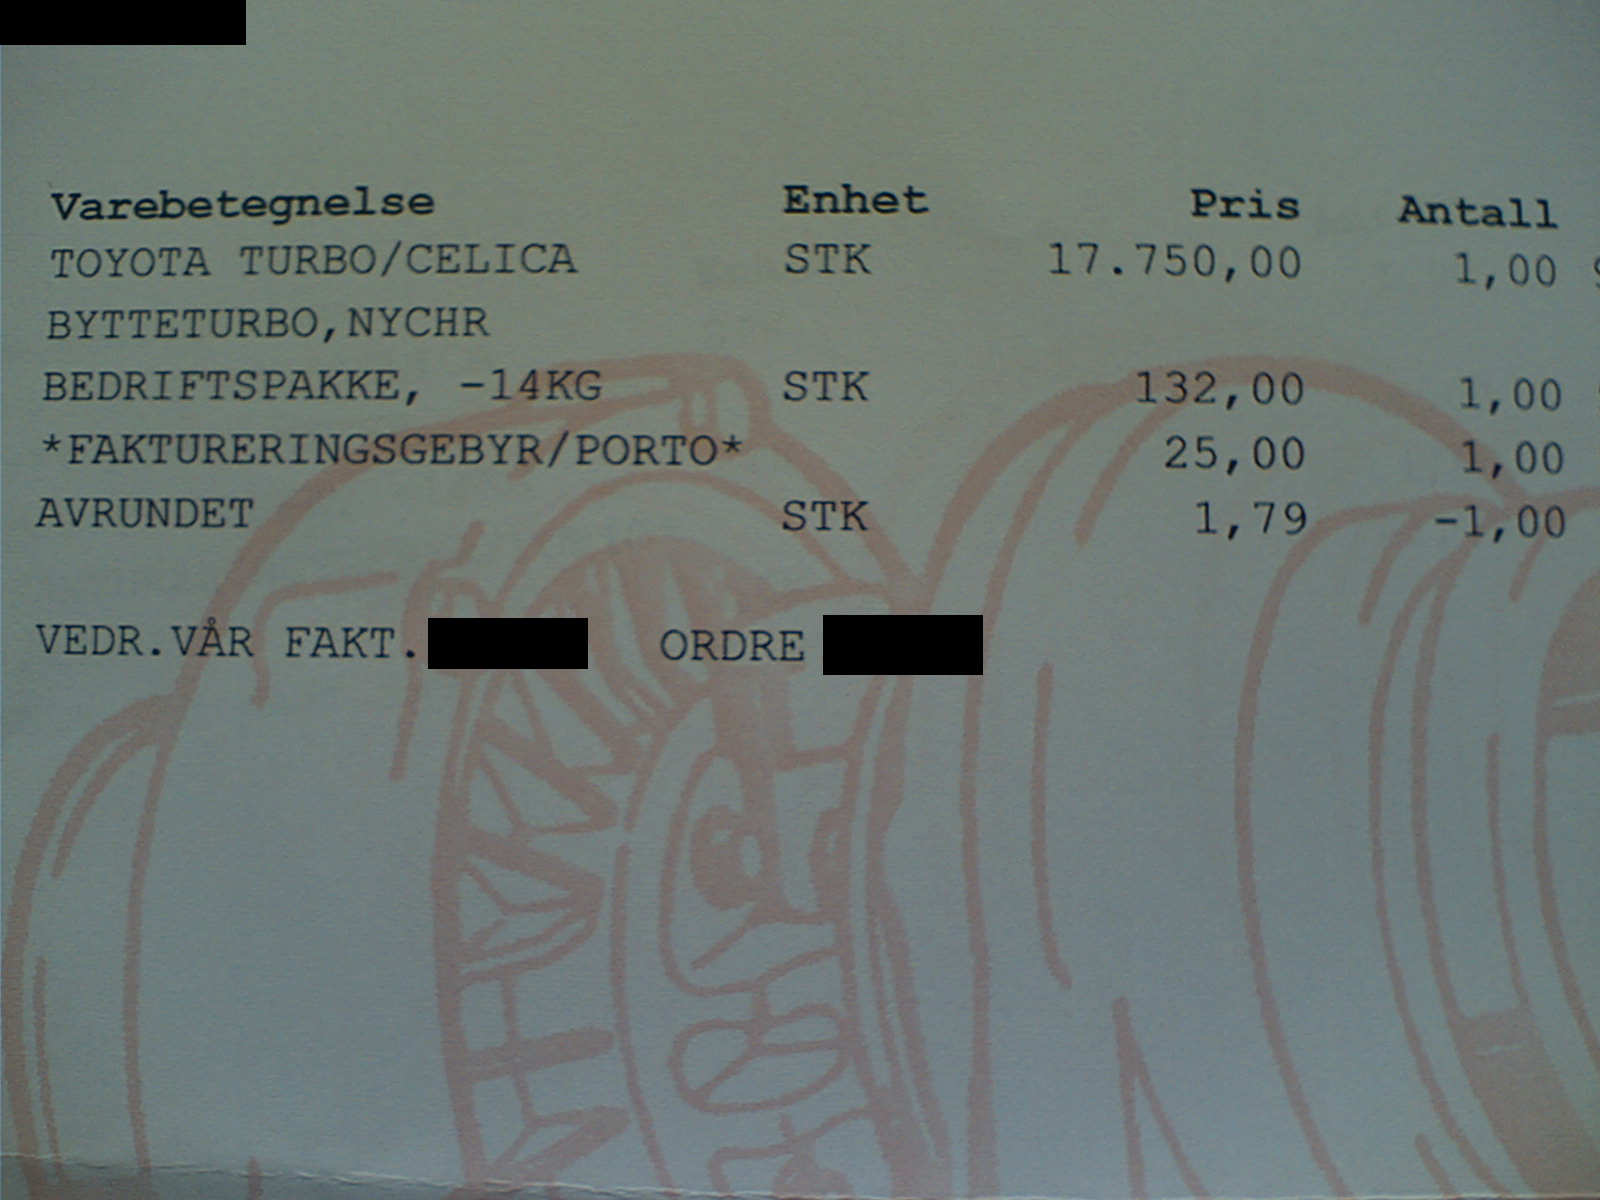 Varebetegnelse Enhet Pris Antall
TOYOTA TURBO/CELICA STK 17.750,00 1,00
BYTTETURBO,NYCHR
BEDRIFTSPAKKE, -14KG STK 132,00 1,00
*FAKTURERINGSGEBYR/PORTO* 25,00 1,00
AVRUNDET STK 1,79 -1,00
VEDR.VÅR FAKT. ORDRE